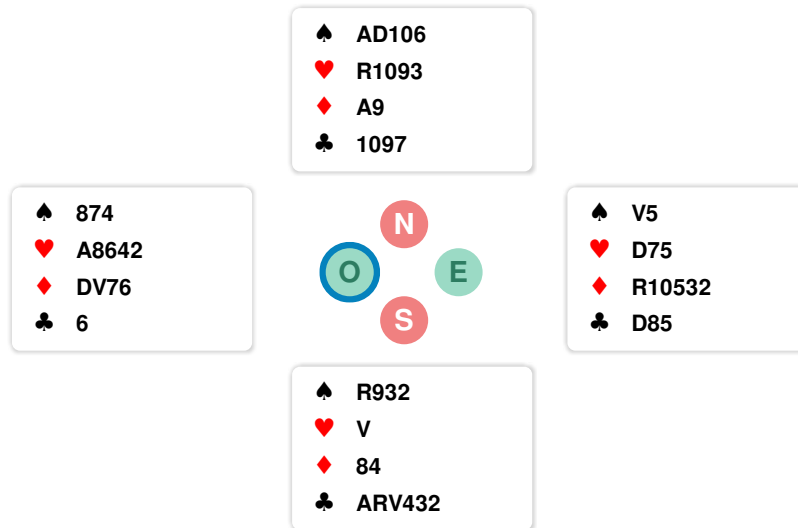 ♠ AD106
♥ R1093
♦ A9
♣ 1097
♠ 874
♥ A8642
♦ DV76
♣ 6
N
O E
S
♠ V5
♥ D75
♦ R10532
♣ D85
♠ R932
♥ V
♦ 84
♣ ARV432